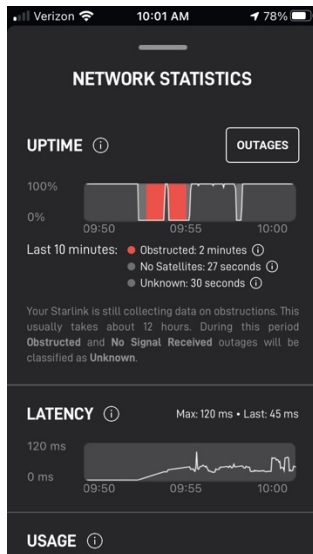 Verizon 10:01 AM 78%
NETWORK STATISTICS
UPTIME
OUTAGES
100%
0%
09:50 09:55 10:00
Last 10 minutes: Obstructed: 2 minutes
No Satellites: 27 seconds
Unknown: 30 seconds
Your Starlink is still collecting data on obstructions. This
usually takes about 12 hours. During this period
Obstructed and No Signal Received outages will be
classified as Unknown.
LATENCY Max: 120 ms • Last: 45 ms
120 ms
0 ms
09:50 09:55 10:00
USAGE